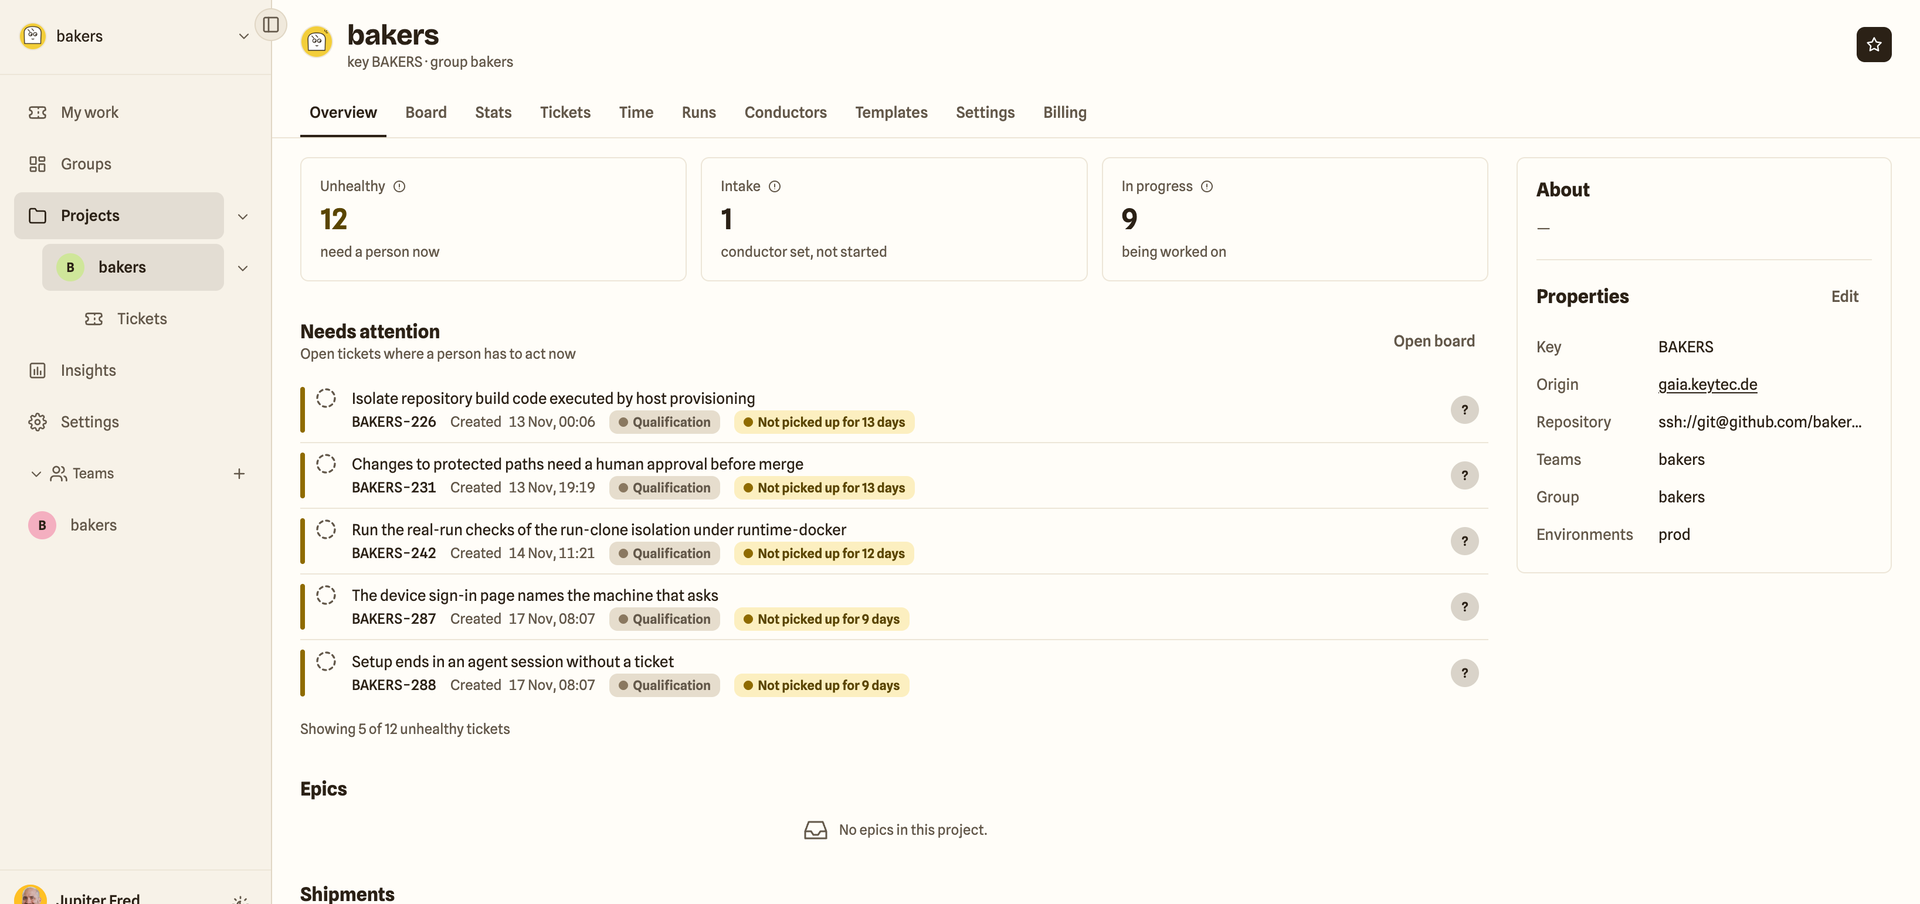 bakers
My work
Groups
Projects
B bakers
Tickets
Insights
Settings
Teams
B bakers
Jupiter Fred
bakers
key BAKERS · group bakers
Overview Board Stats Tickets Time Runs Conductors Templates Settings Billing
Unhealthy
12
need a person now
Intake
1
conductor set, not started
In progress
9
being worked on
Needs attention
Open tickets where a person has to act now
Open board
Isolate repository build code executed by host provisioning
BAKERS-226 Created 13 Nov, 00:06 Qualification Not picked up for 13 days
?
Changes to protected paths need a human approval before merge
BAKERS-231 Created 13 Nov, 19:19 Qualification Not picked up for 13 days
?
Run the real-run checks of the run-clone isolation under runtime-docker
BAKERS-242 Created 14 Nov, 11:21 Qualification Not picked up for 12 days
?
The device sign-in page names the machine that asks
BAKERS-287 Created 17 Nov, 08:07 Qualification Not picked up for 9 days
?
Setup ends in an agent session without a ticket
BAKERS-288 Created 17 Nov, 08:07 Qualification Not picked up for 9 days
?
Showing 5 of 12 unhealthy tickets
Epics
No epics in this project.
Shipments
About
—
Properties Edit
Key BAKERS
Origin gaia.keytec.de
Repository ssh://git@github.com/baker...
Teams bakers
Group bakers
Environments prod